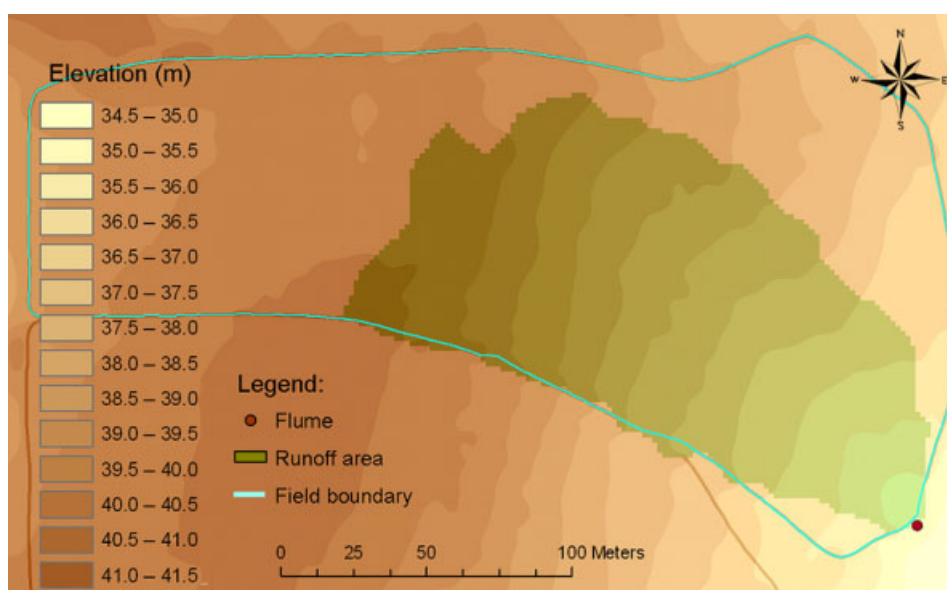 N
W E
S
Elevation (m)
34.5 – 35.0
35.0 – 35.5
35.5 – 36.0
36.0 – 36.5
36.5 – 37.0
37.0 – 37.5
37.5 – 38.0
38.0 – 38.5
38.5 – 39.0
39.0 – 39.5
39.5 – 40.0
40.0 – 40.5
40.5 – 41.0
41.0 – 41.5
Legend:
Flume
Runoff area
Field boundary
0 25 50 100 Meters